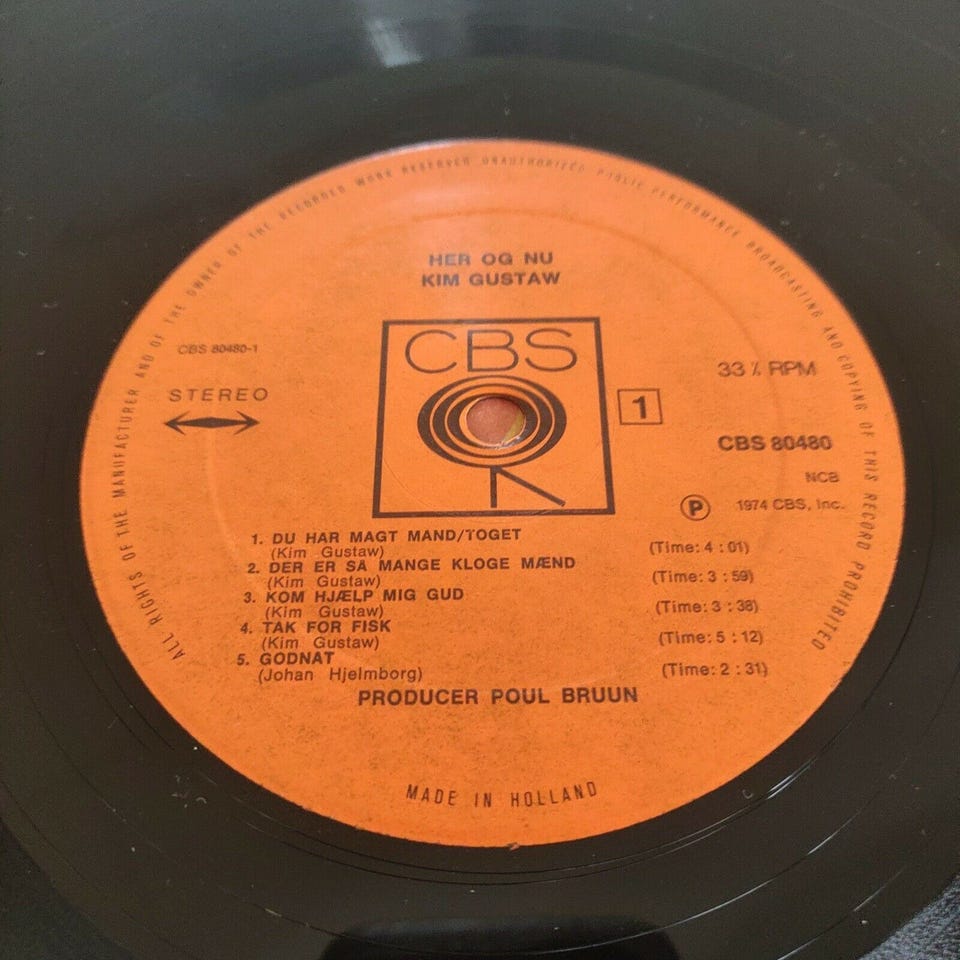 ALL RIGHTS OF THE MANUFACTURER AND OF THE OWNER OF THE RECORDED WORK RESERVED UNAUTHORIZED PUBLIC PERFORMANCE BROADCASTING AND COPYING OF THIS RECORD PROHIBITED
HER OG NU
KIM GUSTAW
CBS
CBS 80480-1
STEREO
33⅓ RPM
1
CBS 80480
NCB
Ⓟ 1974 CBS, Inc.
1. DU HAR MAGT MAND/TOGET
(Kim Gustaw) (Time: 4 : 01)
2. DER ER SÅ MANGE KLOGE MÆND
(Kim Gustaw) (Time: 3 : 59)
3. KOM HJÆLP MIG GUD
(Kim Gustaw) (Time: 3 : 38)
4. TAK FOR FISK
(Kim Gustaw) (Time: 5 : 12)
5. GODNAT
(Johan Hjelmborg) (Time: 2 : 31)
PRODUCER POUL BRUUN
MADE IN HOLLAND